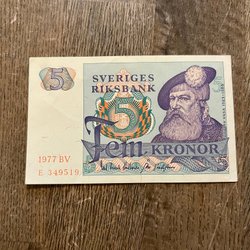 5
SVERIGES
RIKSBANK
5
Fem KRONOR
1977 BV
E 349519